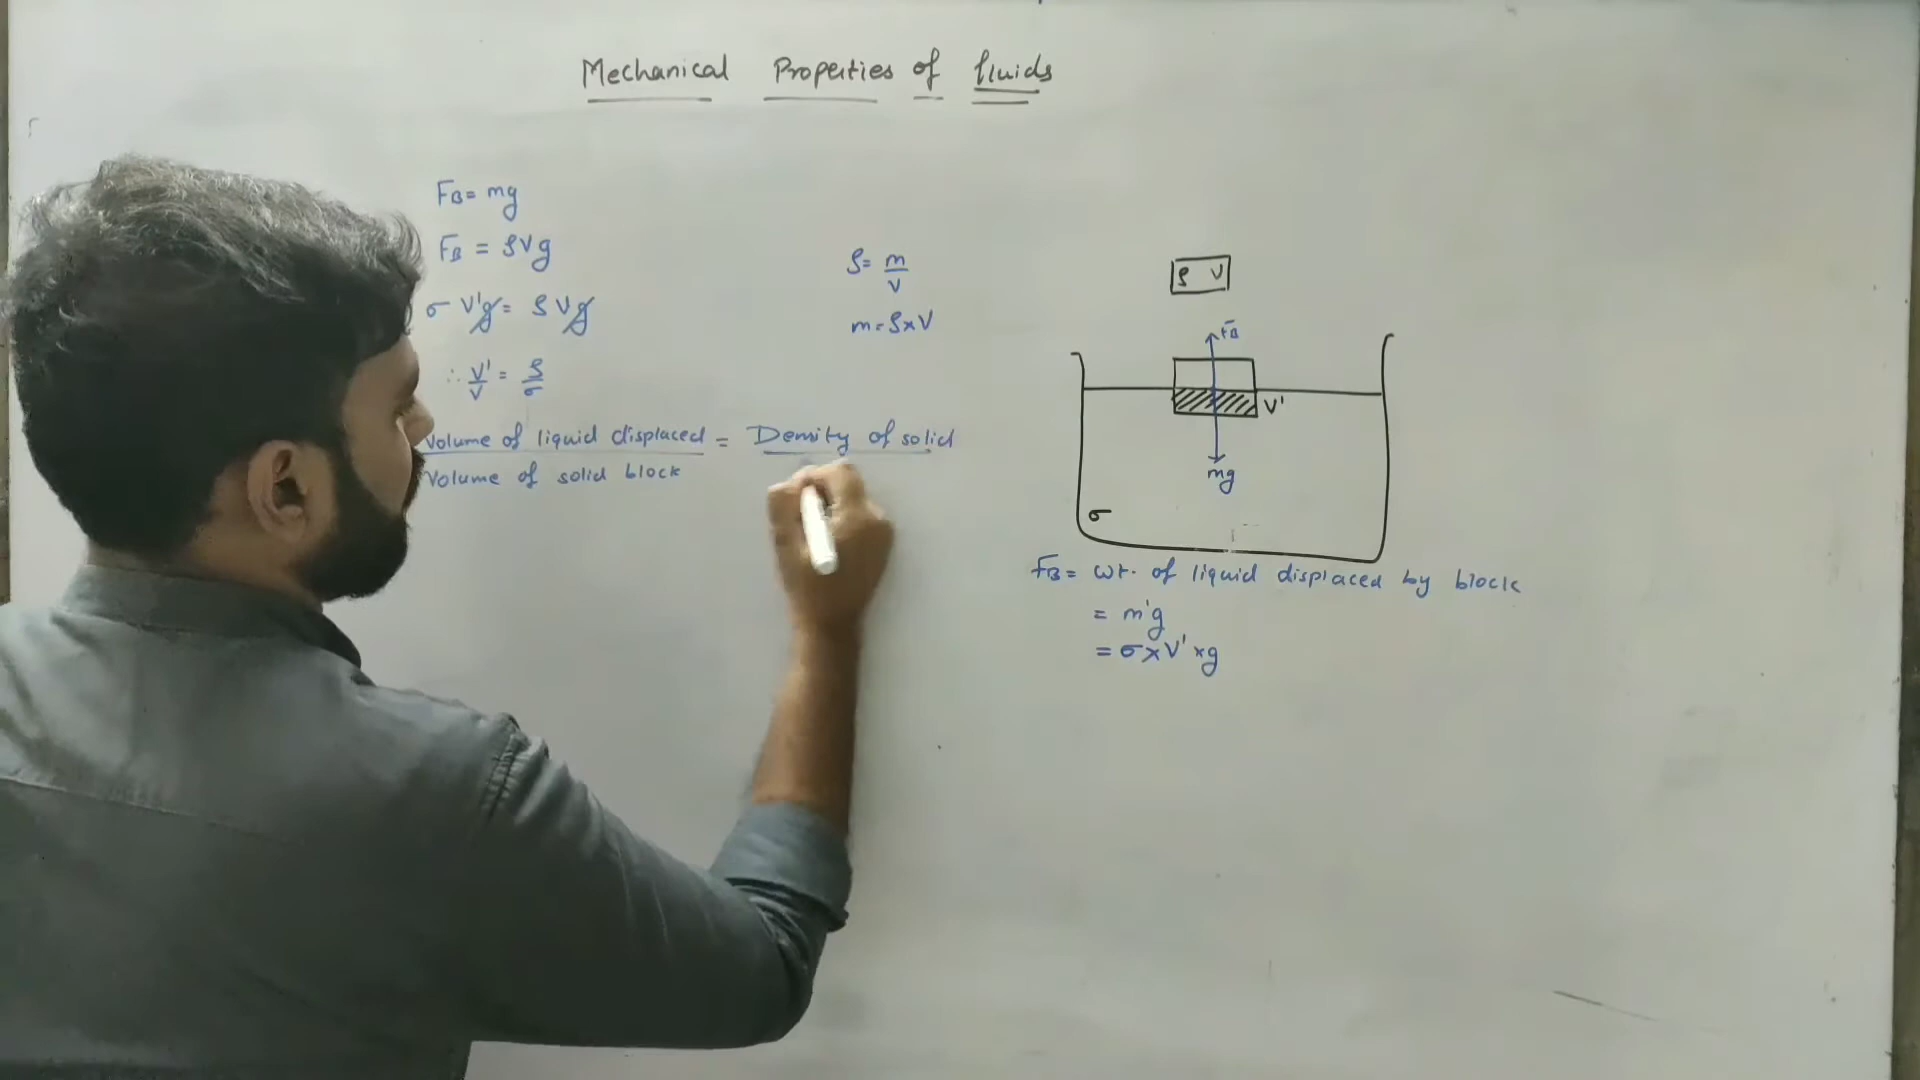 Mechanical Properties of fluids
FB = mg
FB = ρVg
σ V'g = ρVg
∴ V'/V = ρ/σ
Volume of liquid displaced / Volume of solid block = Density of solid
ρ = m/V
m = ρ×V
ρ V
FB
V'
mg
σ
FB = wt. of liquid displaced by block
= m'g
= σ×V'×g